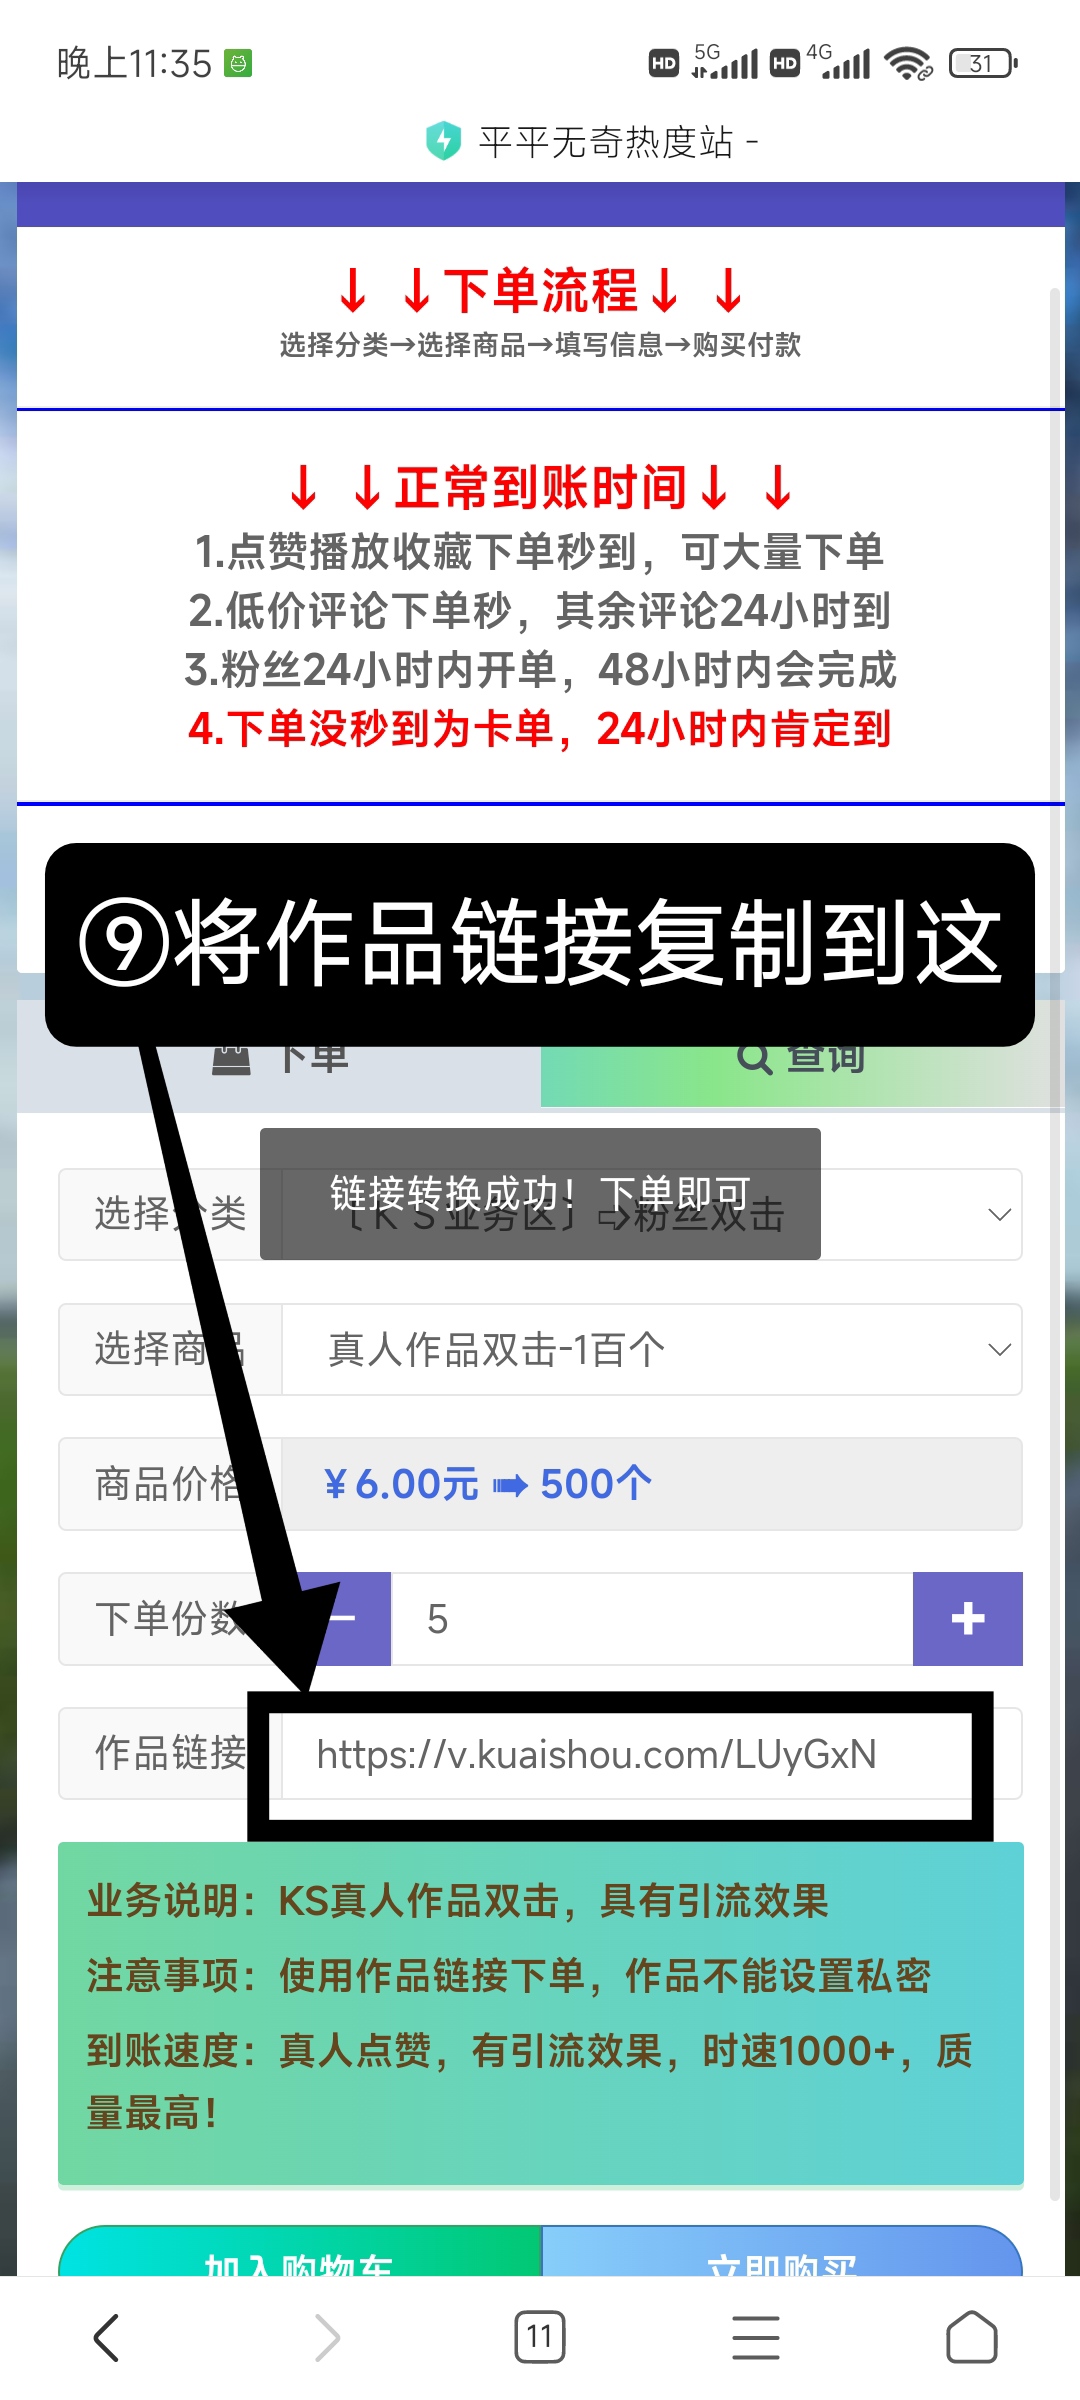 晚上11:35
HD 5G HD 4G 31
平平无奇热度站 -
↓ ↓下单流程↓ ↓
选择分类→选择商品→填写信息→购买付款
↓ ↓正常到账时间↓ ↓
1.点赞播放收藏下单秒到，可大量下单
2.低价评论下单秒，其余评论24小时到
3.粉丝24小时内开单，48小时内会完成
4.下单没秒到为卡单，24小时内肯定到
⑨将作品链接复制到这
下单 查询
链接转换成功！下单即可
选择分类 〔K S 业务区〕⇨粉丝双击
选择商品 真人作品双击-1百个
商品价格 ¥ 6.00元 ➠ 500个
下单份数 − 5 +
作品链接 https://v.kuaishou.com/LUyGxN
业务说明：KS真人作品双击，具有引流效果
注意事项：使用作品链接下单，作品不能设置私密
到账速度：真人点赞，有引流效果，时速1000+，质
量最高！
加入购物车 立即购买
11